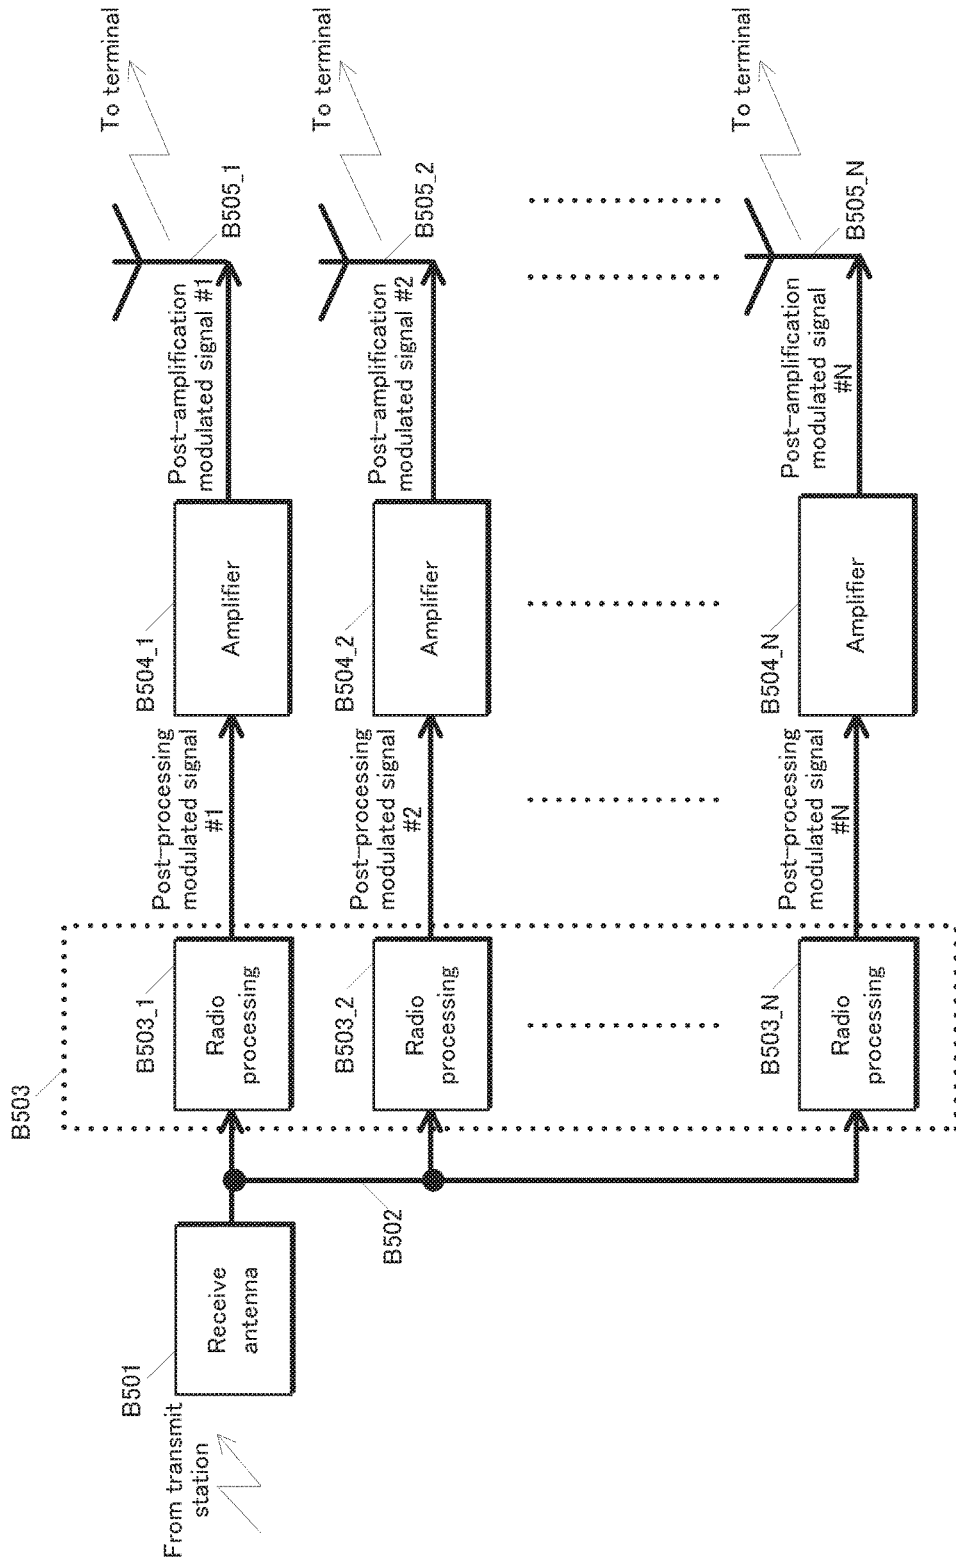 From transmit
station
B501
Receive
antenna
B502
B503
B503_1
Radio
processing
Post-processing
modulated signal
#1
B504_1
Amplifier
Post-amplification
modulated signal #1
B505_1
To terminal
B503_2
Radio
processing
Post-processing
modulated signal
#2
B504_2
Amplifier
Post-amplification
modulated signal #2
B505_2
To terminal
B503_N
Radio
processing
Post-processing
modulated signal
#N
B504_N
Amplifier
Post-amplification
modulated signal
#N
B505_N
To terminal